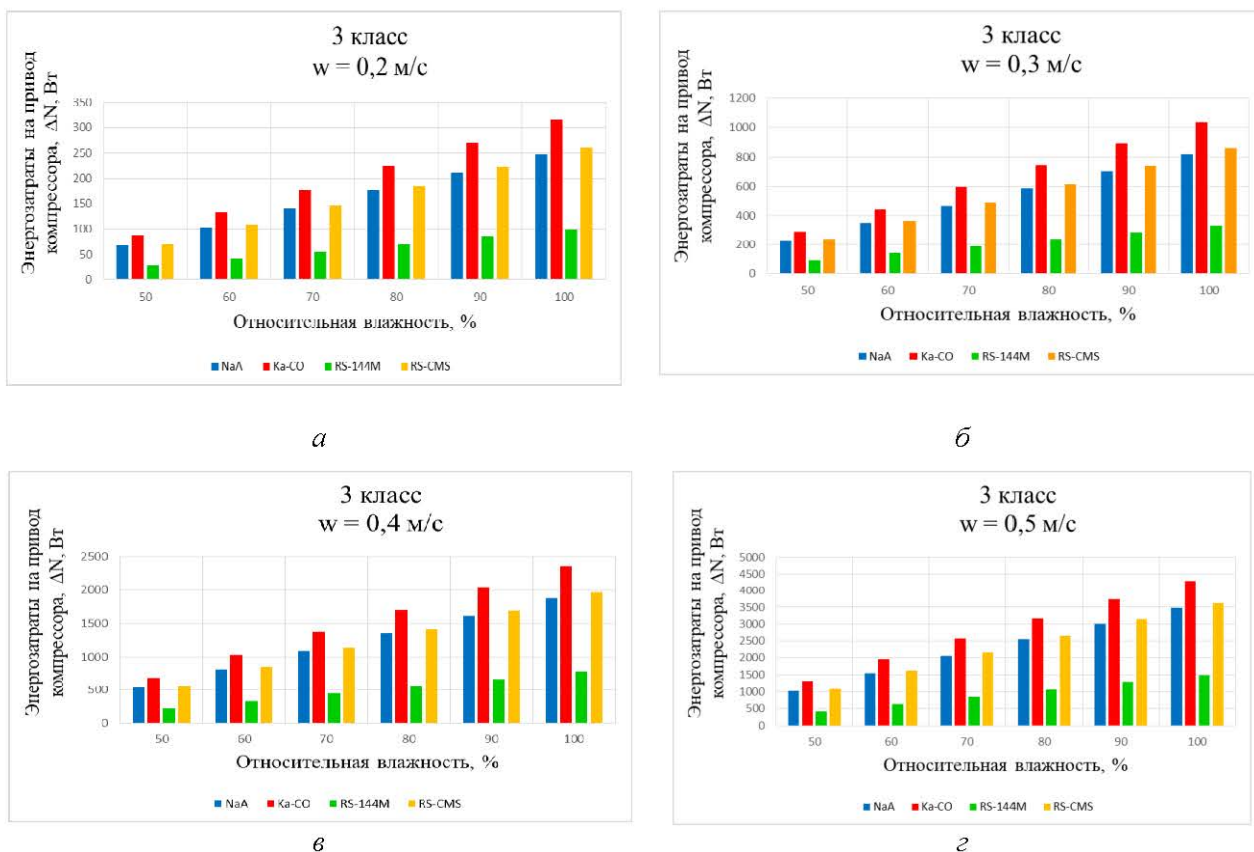 3 класс
w = 0,2 м/с
Энергозатраты на привод
компрессора, ΔN, Вт
350
300
250
200
150
100
50
0
50 60 70 80 90 100
Относительная влажность, %
NaA Ka-CO RS-144M RS-CMS
а
3 класс
w = 0,3 м/с
Энергозатраты на привод
компрессора, ΔN, Вт
1200
1000
800
600
400
200
0
50 60 70 80 90 100
Относительная влажность, %
NaA Ka-CO RS-144M RS-CMS
б
3 класс
w = 0,4 м/с
Энергозатраты на привод
компрессора, ΔN, Вт
2500
2000
1500
1000
500
0
50 60 70 80 90 100
Относительная влажность, %
NaA Ka-CO RS-144M RS-CMS
в
3 класс
w = 0,5 м/с
Энергозатраты на привод
компрессора, ΔN, Вт
5000
4500
4000
3500
3000
2500
2000
1500
1000
500
0
50 60 70 80 90 100
Относительная влажность, %
NaA Ka-CO RS-144M RS-CMS
г